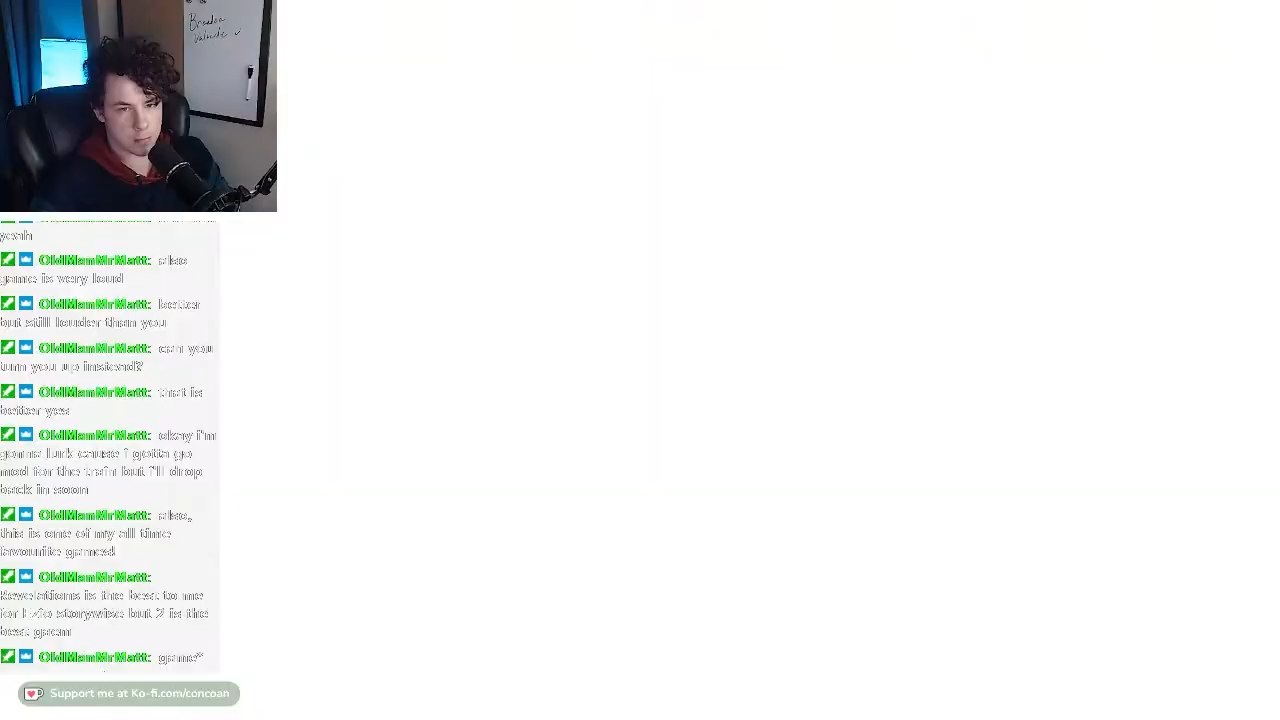 Brandon
Valverde ✓
yeah
OldManMrMatt: also
game is very loud
OldManMrMatt: better
but still louder than you
OldManMrMatt: can you
turn you up instead?
OldManMrMatt: that is
better yes
OldManMrMatt: okay i'm
gonna lurk cause i gotta go
mod for the train but i'll drop
back in soon
OldManMrMatt: also,
this is one of my all time
favourite games!
OldManMrMatt:
Revelations is the best to me
for Ezio storywise but 2 is the
best gaem
OldManMrMatt: game*
Support me at Ko-fi.com/concoan